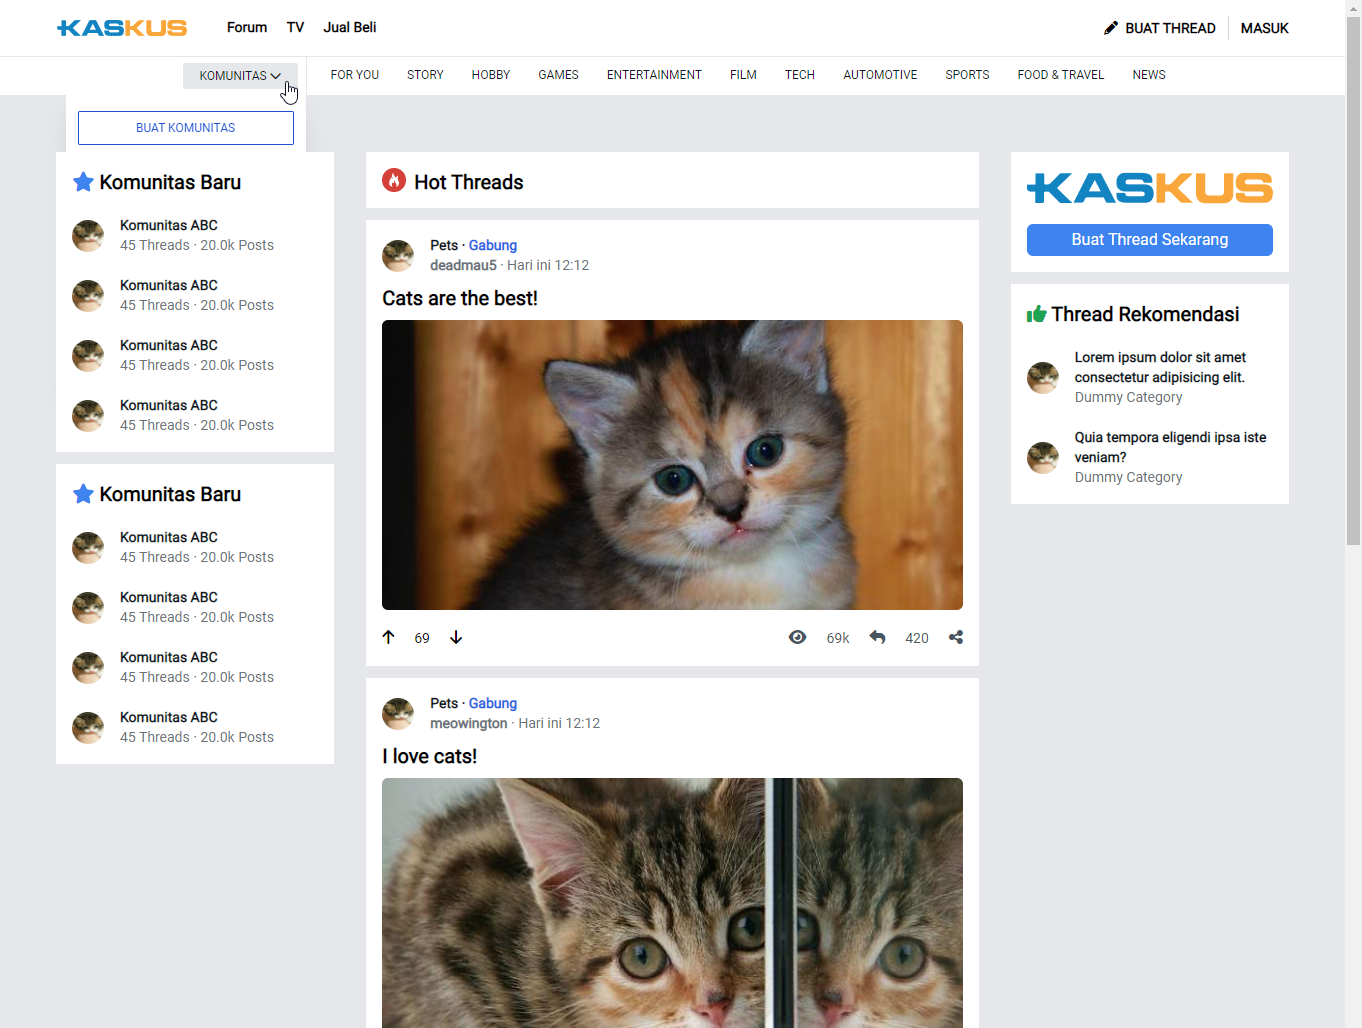 KASKUS
Forum TV Jual Beli
BUAT THREAD MASUK
KOMUNITAS FOR YOU STORY HOBBY GAMES ENTERTAINMENT FILM TECH AUTOMOTIVE SPORTS FOOD & TRAVEL NEWS
BUAT KOMUNITAS
Komunitas Baru
Komunitas ABC
45 Threads · 20.0k Posts
Komunitas ABC
45 Threads · 20.0k Posts
Komunitas ABC
45 Threads · 20.0k Posts
Komunitas ABC
45 Threads · 20.0k Posts
Komunitas Baru
Komunitas ABC
45 Threads · 20.0k Posts
Komunitas ABC
45 Threads · 20.0k Posts
Komunitas ABC
45 Threads · 20.0k Posts
Komunitas ABC
45 Threads · 20.0k Posts
Hot Threads
Pets · Gabung
deadmau5 · Hari ini 12:12
Cats are the best!
69 69k 420
Pets · Gabung
meowington · Hari ini 12:12
I love cats!
KASKUS
Buat Thread Sekarang
Thread Rekomendasi
Lorem ipsum dolor sit amet
consectetur adipisicing elit.
Dummy Category
Quia tempora eligendi ipsa iste
veniam?
Dummy Category